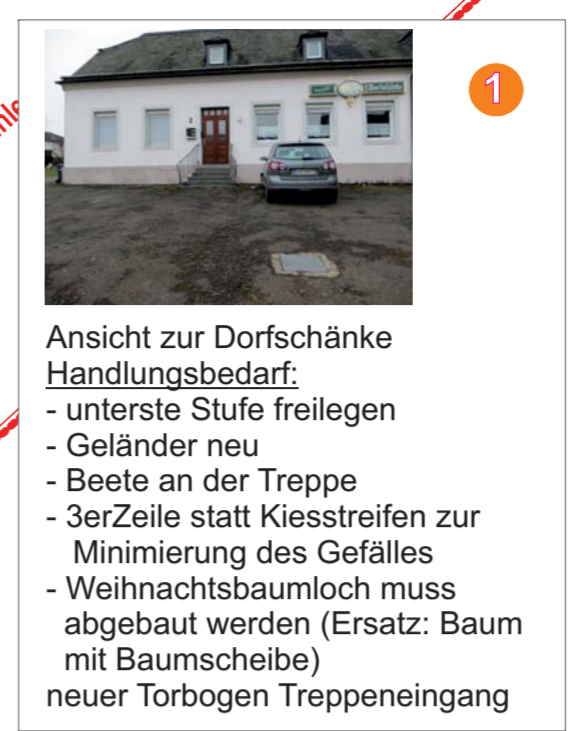 1
Ansicht zur Dorfschänke
Handlungsbedarf:
- unterste Stufe freilegen
- Geländer neu
- Beete an der Treppe
- 3erZeile statt Kiesstreifen zur
Minimierung des Gefälles
- Weihnachtsbaumloch muss
abgebaut werden (Ersatz: Baum
mit Baumscheibe)
neuer Torbogen Treppeneingang